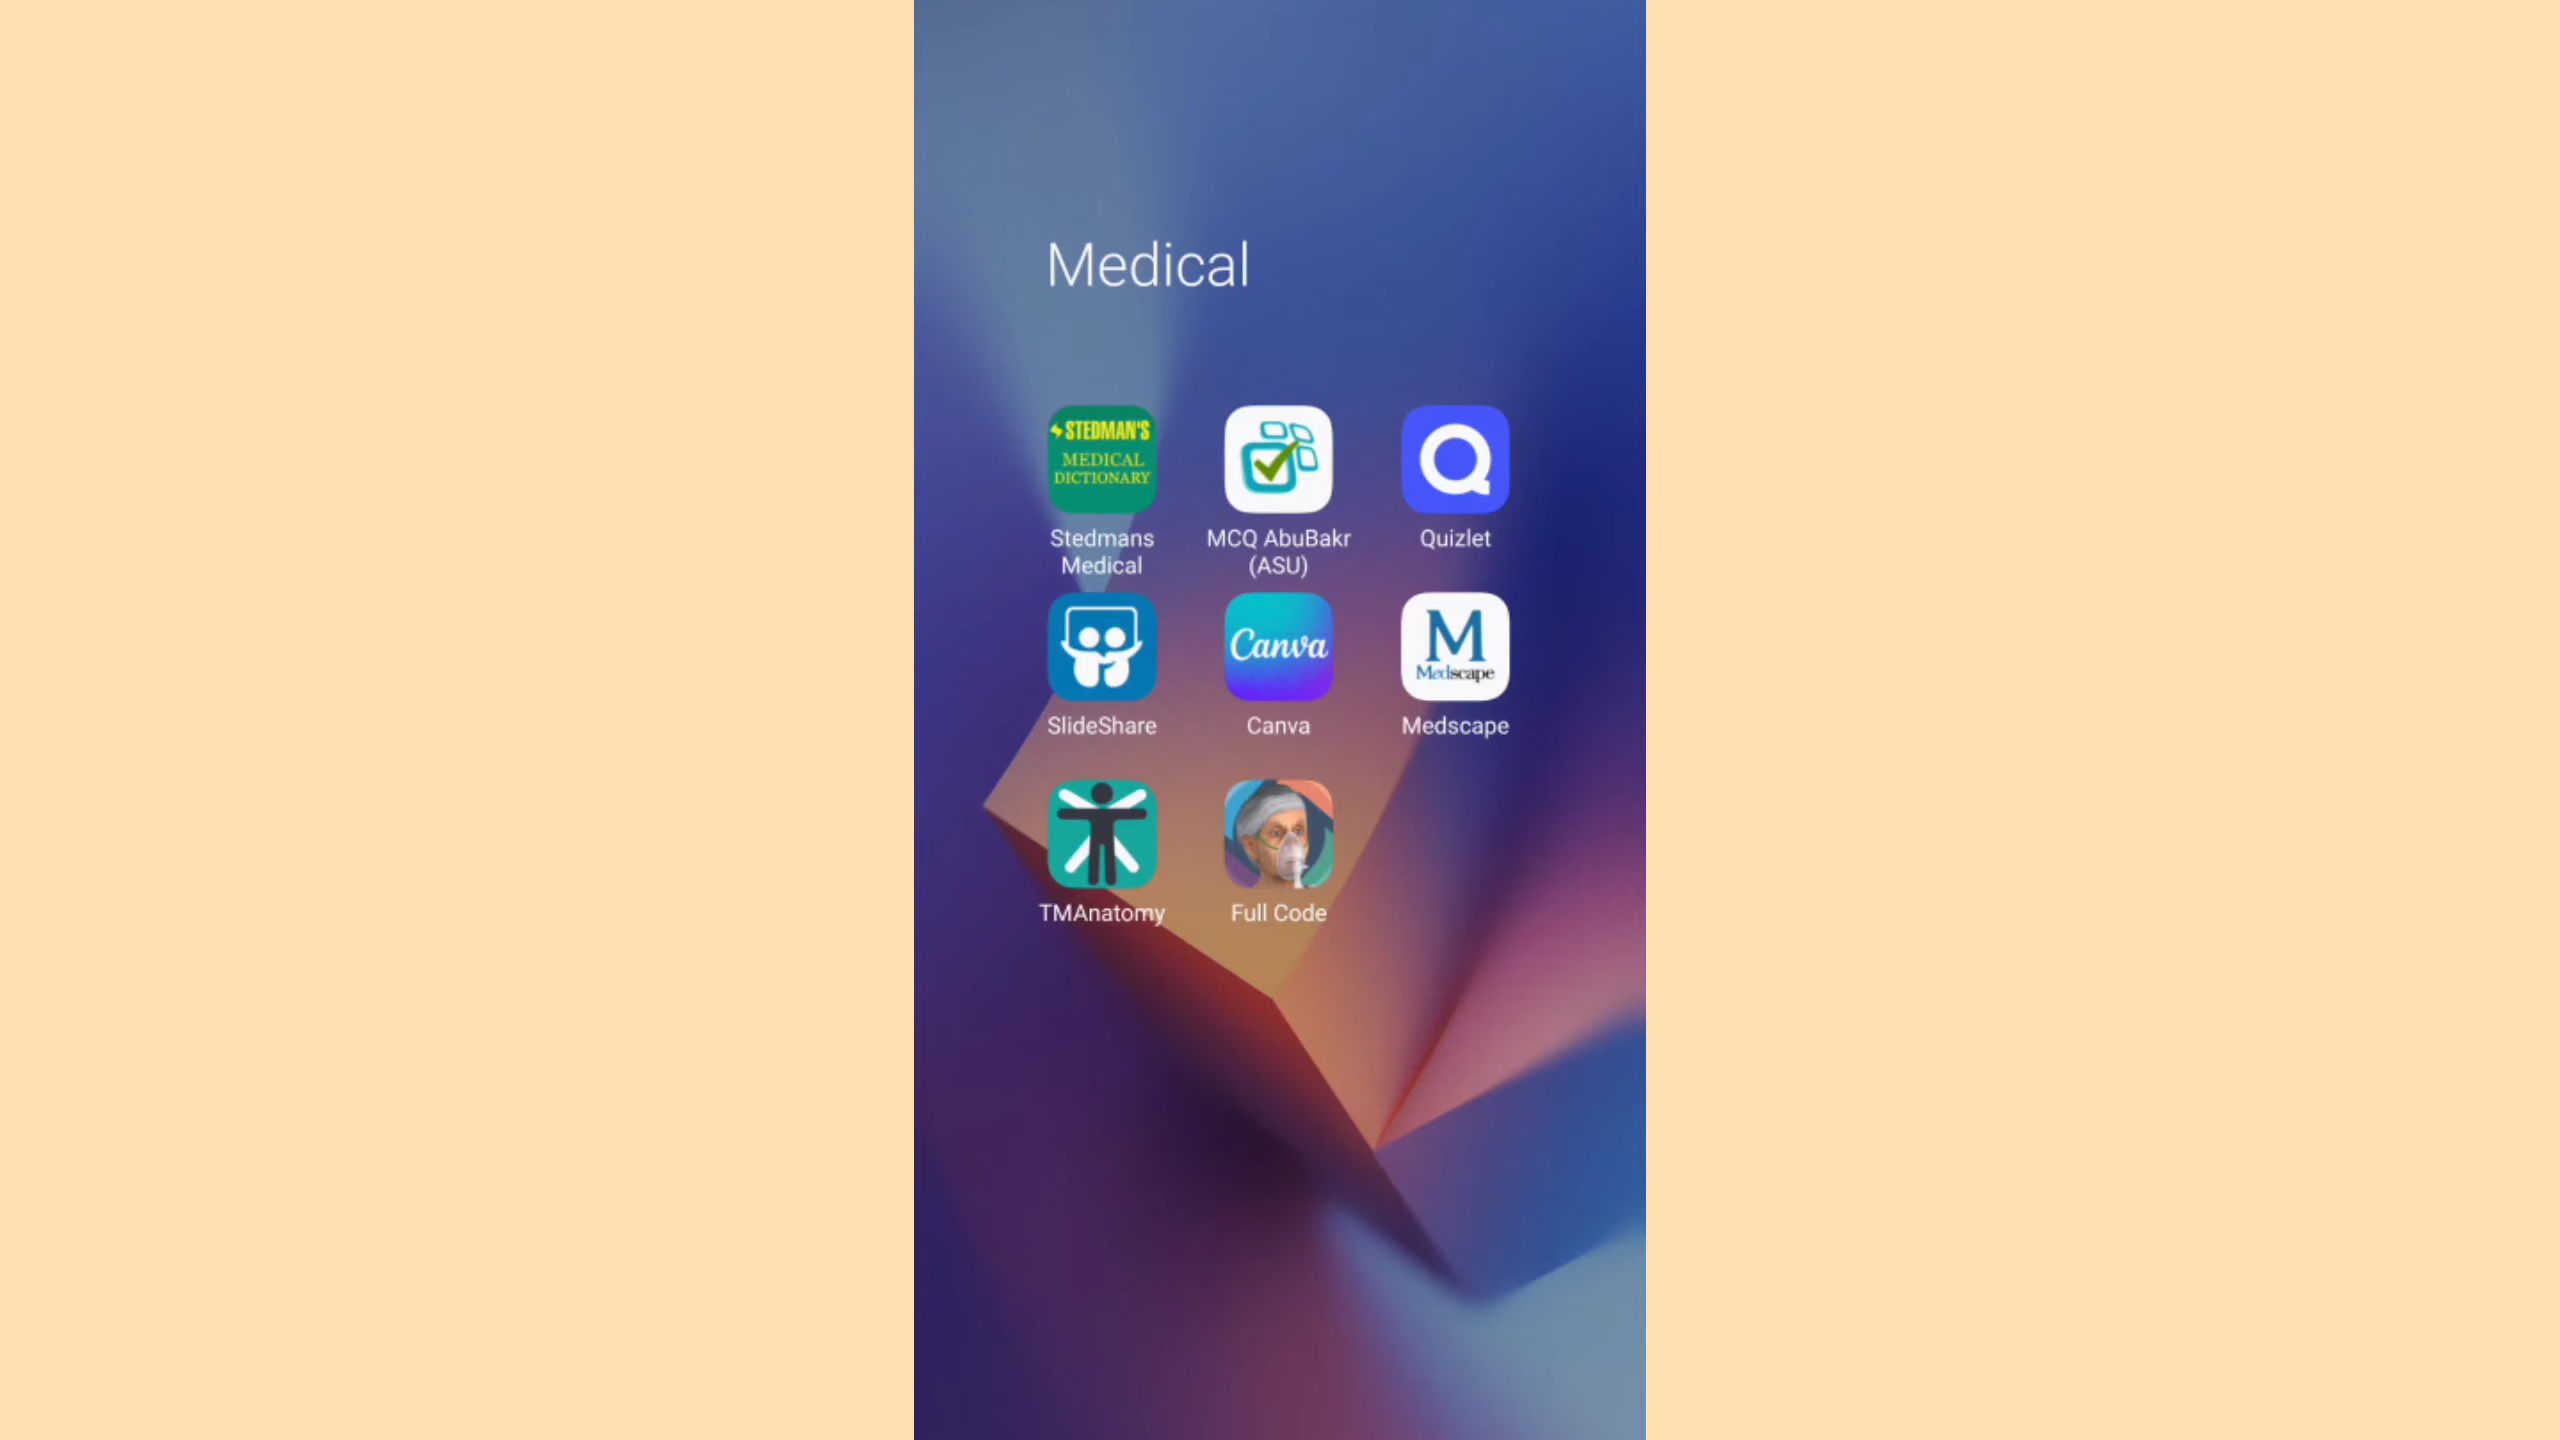 Medical
STEDMAN'S
MEDICAL
DICTIONARY
Stedmans
Medical
MCQ AbuBakr
(ASU)
Quizlet
SlideShare
Canva
Canva
M
Medscape
Medscape
TMAnatomy
Full Code